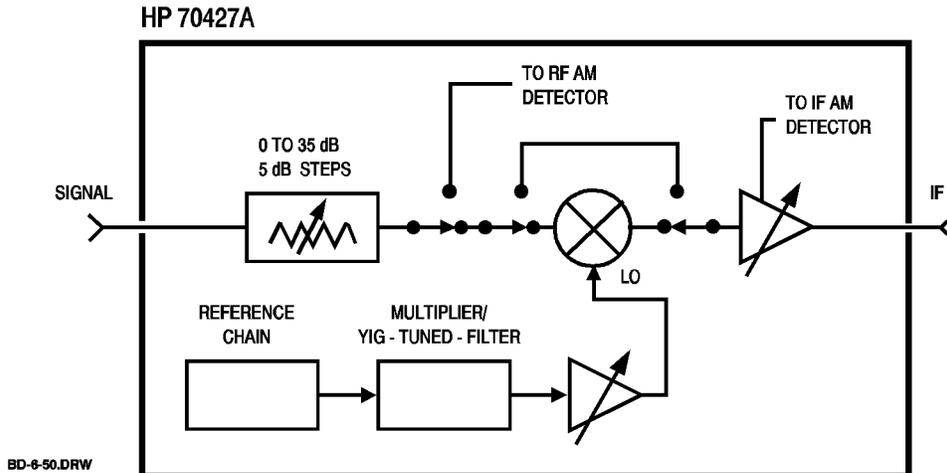 HP 70427A
TO RF AM
DETECTOR
TO IF AM
DETECTOR
0 TO 35 dB
5 dB STEPS
SIGNAL
IF
LO
REFERENCE
CHAIN
MULTIPLIER/
YIG - TUNED - FILTER
BD-6-50.DRW